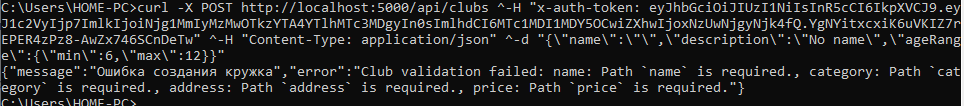 C:\Users\HOME-PC>curl -X POST http://localhost:5000/api/clubs ^-H "x-auth-token: eyJhbGciOiJIUzI1NiIsInR5cCI6IkpXVCJ9.ey
J1c2VyIjp7ImlkIjoiNjg1MmIyMzMwOTkzYTA4YTlhMTc3MDgyIn0sImlhdCI6MTc1MDI1MDY5OCwiZXhwIjoxNzUwNjgyNjk4fQ.YgNYitxcxiK6uVKIZ7r
EPER4zPz8-AwZx746SCnDeTw" ^-H "Content-Type: application/json" ^-d "{\"name\":\"\",\"description\":\"No name\",\"ageRang
e\":{\"min\":6,\"max\":12}}"
{"message":"Ошибка создания кружка","error":"Club validation failed: name: Path `name` is required., category: Path `cat
egory` is required., address: Path `address` is required., price: Path `price` is required."}
C:\Users\HOME-PC>